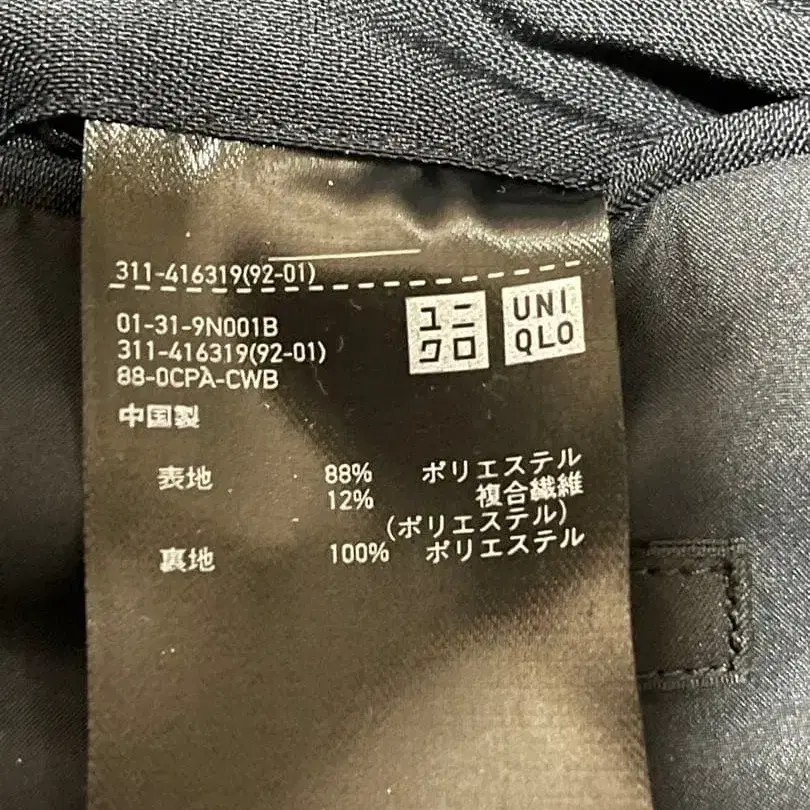 311-416319(92-01)
ユニ
クロ
UNI
QLO
01-31-9N001B
311-416319(92-01)
88-0CPA-CWB
中国製
表地 88% ポリエステル
12% 複合繊維
(ポリエステル)
裏地 100% ポリエステル